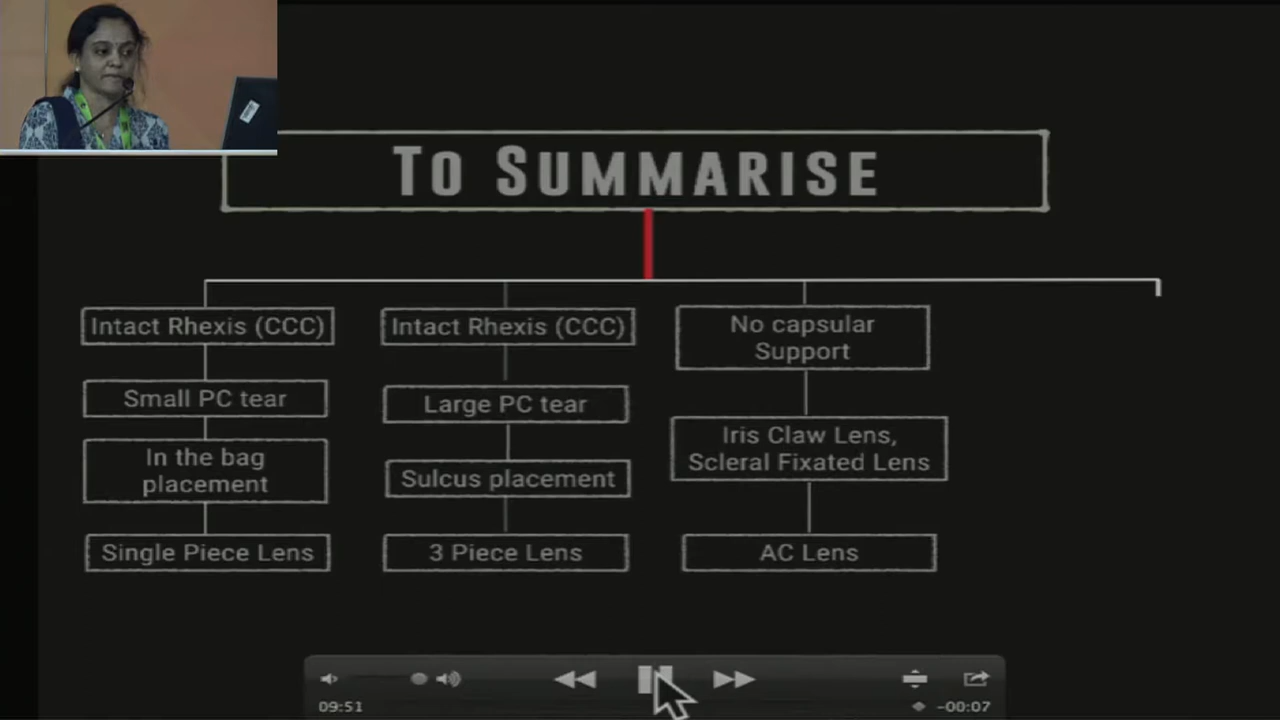 To Summarise
Intact Rhexis (CCC)
Small PC tear
In the bag
placement
Single Piece Lens
Intact Rhexis (CCC)
Large PC tear
Sulcus placement
3 Piece Lens
No capsular
Support
Iris Claw Lens,
Scleral Fixated Lens
AC Lens
09:51
-00:07